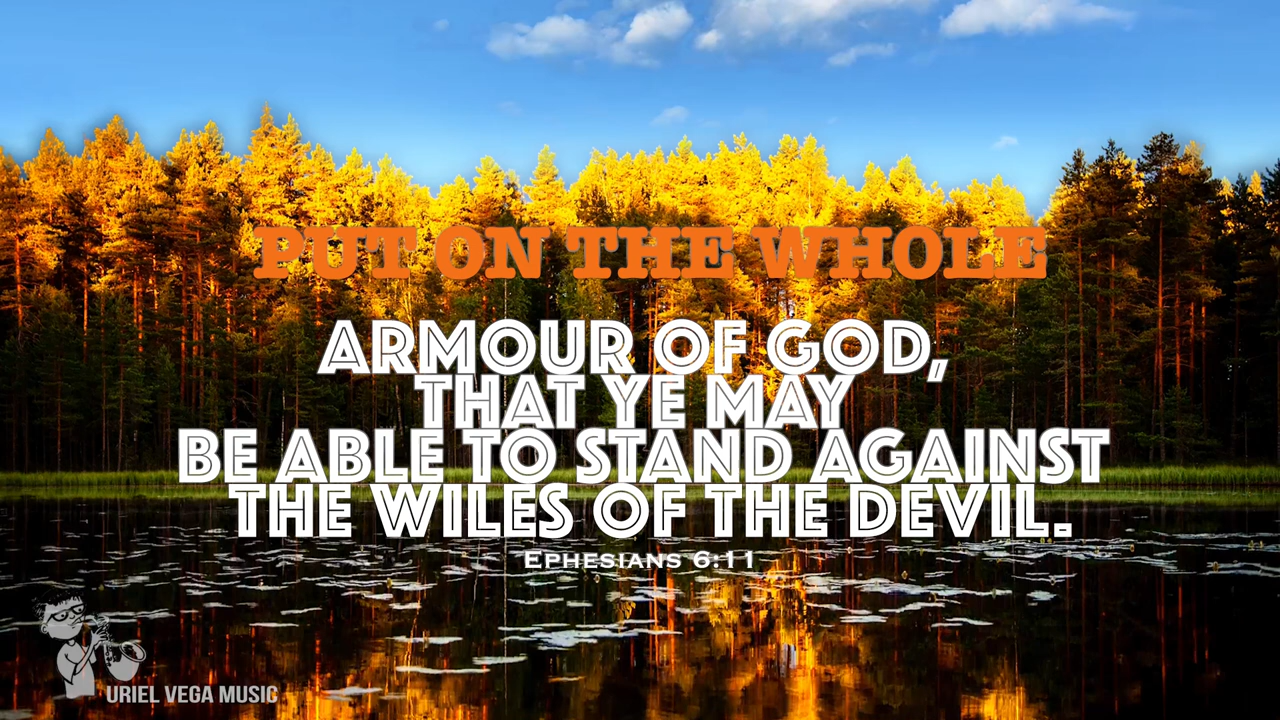 PUT ON THE WHOLE
ARMOUR OF GOD,
THAT YE MAY
BE ABLE TO STAND AGAINST
THE WILES OF THE DEVIL.
EPHESIANS 6:11
URIEL VEGA MUSIC